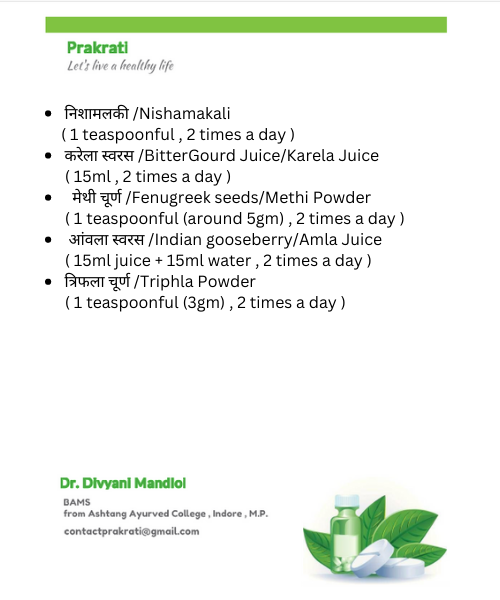 Prakrati
Let's live a healthy life
• निशामलकी /Nishamakali
( 1 teaspoonful , 2 times a day )
• करेला स्वरस /BitterGourd Juice/Karela Juice
( 15ml , 2 times a day )
• मेथी चूर्ण /Fenugreek seeds/Methi Powder
( 1 teaspoonful (around 5gm) , 2 times a day )
• आंवला स्वरस /Indian gooseberry/Amla Juice
( 15ml juice + 15ml water , 2 times a day )
• त्रिफला चूर्ण /Triphla Powder
( 1 teaspoonful (3gm) , 2 times a day )
Dr. Divyani Mandloi
BAMS
from Ashtang Ayurved College , Indore , M.P.
contactprakrati@gmail.com